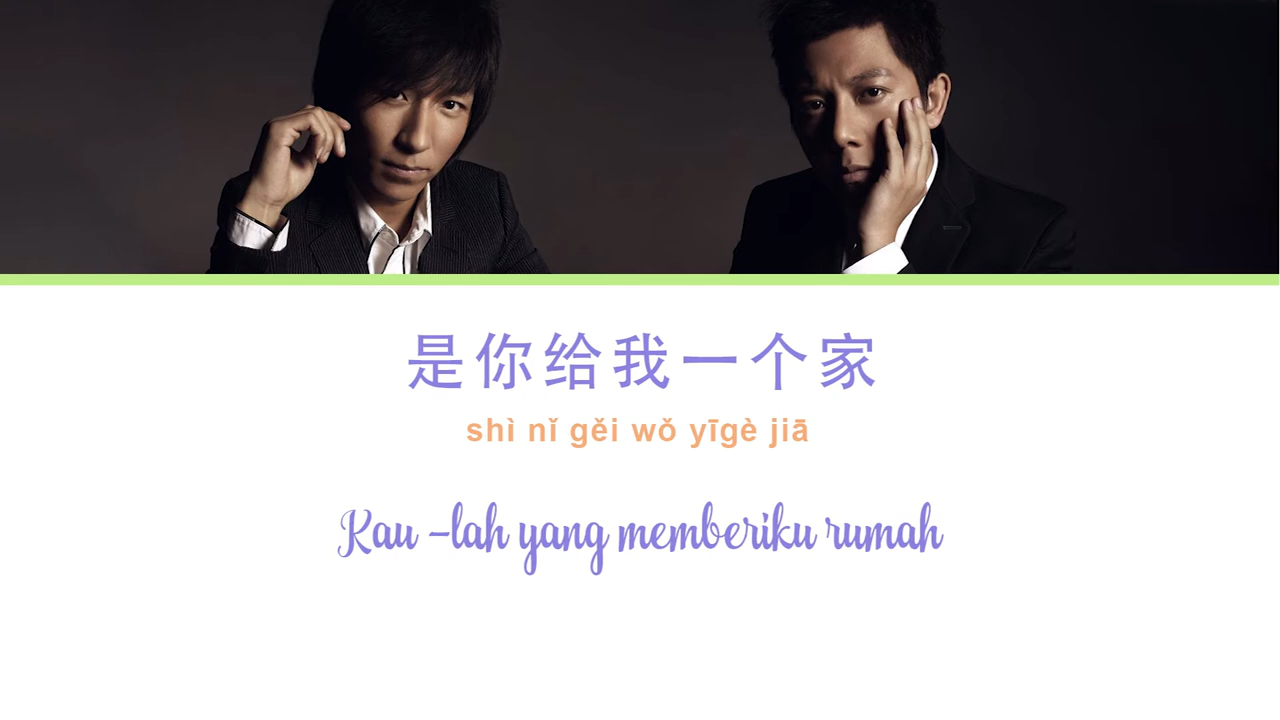 是你给我一个家
shì nǐ gěi wǒ yīgè jiā
Kau -lah yang memberiku rumah